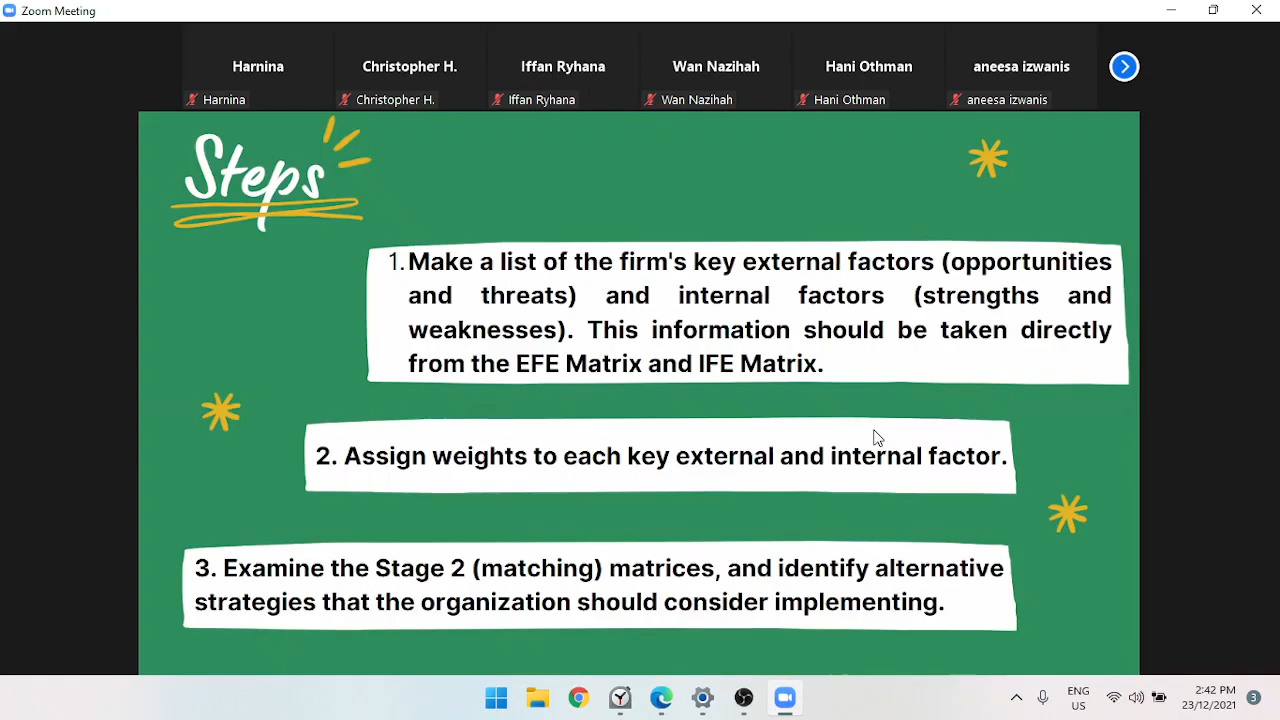 Zoom Meeting
Harnina Christopher H. Iffan Ryhana Wan Nazihah Hani Othman aneesa izwanis
Harnina Christopher H. Iffan Ryhana Wan Nazihah Hani Othman aneesa izwanis
Steps
1. Make a list of the firm's key external factors (opportunities
and threats) and internal factors (strengths and
weaknesses). This information should be taken directly
from the EFE Matrix and IFE Matrix.
2. Assign weights to each key external and internal factor.
3. Examine the Stage 2 (matching) matrices, and identify alternative
strategies that the organization should consider implementing.
ENG
US
2:42 PM
23/12/2021
3